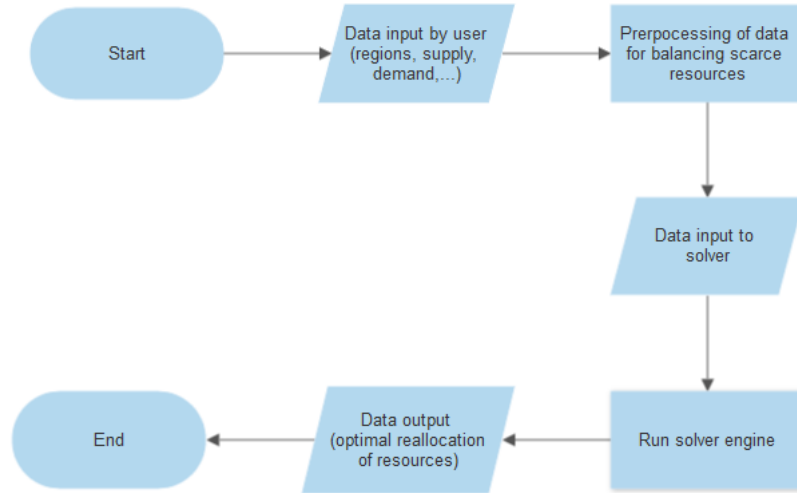 Start
Data input by user
(regions, supply,
demand,...)
Prerpocessing of data
for balancing scarce
resources
Data input to
solver
Run solver engine
Data output
(optimal reallocation
of resources)
End